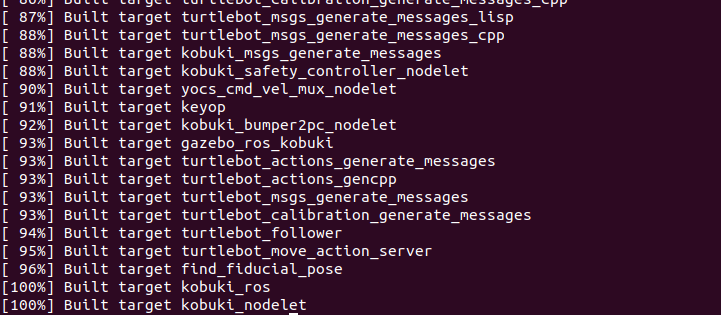 [ 86%] Built target turtlebot_calibration_generate_messages_cpp
[ 87%] Built target turtlebot_msgs_generate_messages_lisp
[ 88%] Built target turtlebot_msgs_generate_messages_cpp
[ 88%] Built target kobuki_msgs_generate_messages
[ 88%] Built target kobuki_safety_controller_nodelet
[ 90%] Built target yocs_cmd_vel_mux_nodelet
[ 91%] Built target keyop
[ 92%] Built target kobuki_bumper2pc_nodelet
[ 93%] Built target gazebo_ros_kobuki
[ 93%] Built target turtlebot_actions_generate_messages
[ 93%] Built target turtlebot_actions_gencpp
[ 93%] Built target turtlebot_msgs_generate_messages
[ 93%] Built target turtlebot_calibration_generate_messages
[ 94%] Built target turtlebot_follower
[ 95%] Built target turtlebot_move_action_server
[ 96%] Built target find_fiducial_pose
[100%] Built target kobuki_ros
[100%] Built target kobuki_nodelet